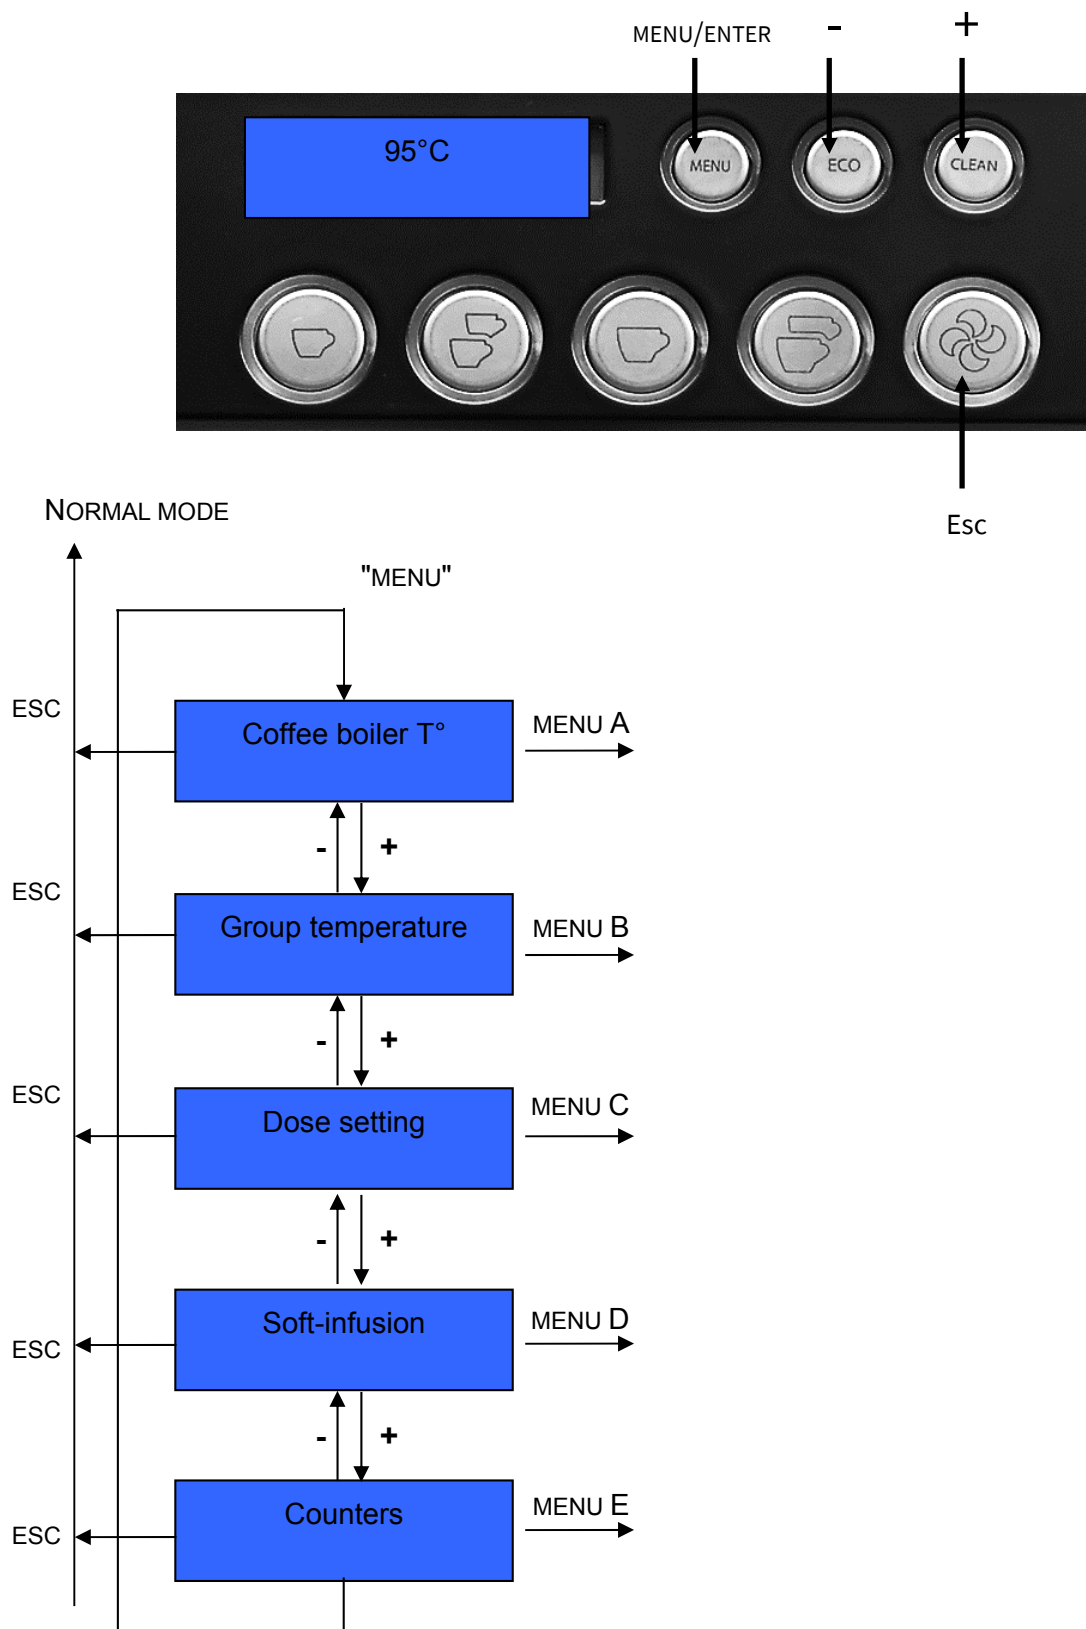 MENU/ENTER - +
95°C
MENU ECO CLEAN
Esc
NORMAL MODE
"MENU"
ESC
Coffee boiler T°
MENU A
- +
ESC
Group temperature
MENU B
- +
ESC
Dose setting
MENU C
- +
ESC
Soft-infusion
MENU D
- +
ESC
Counters
MENU E